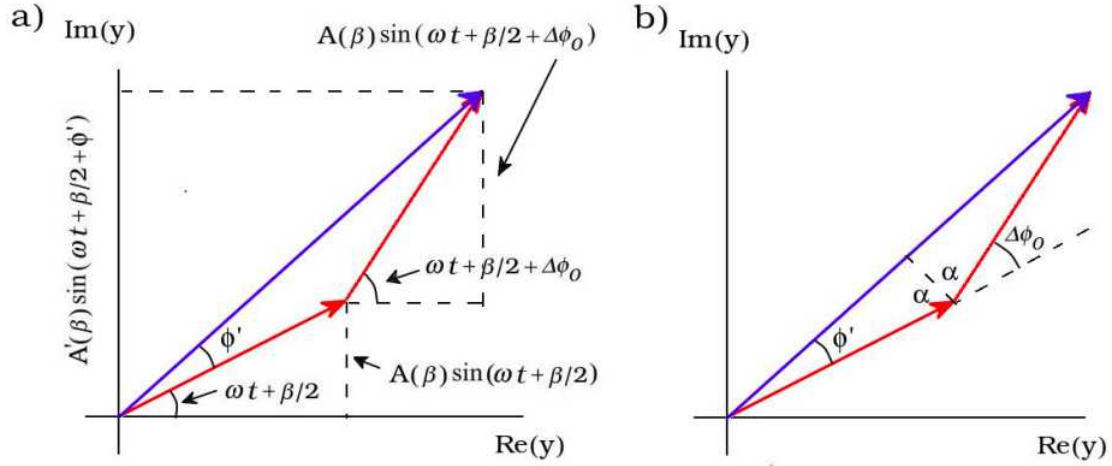 a)
Im(y)
A(β)sin(ωt+β/2+Δϕ₀)
A'(β)sin(ωt+β/2+ϕ')
ωt+β/2+Δϕ₀
ϕ'
A(β)sin(ωt+β/2)
ωt+β/2
Re(y)
b)
Im(y)
Δϕ₀
α
α
ϕ'
Re(y)